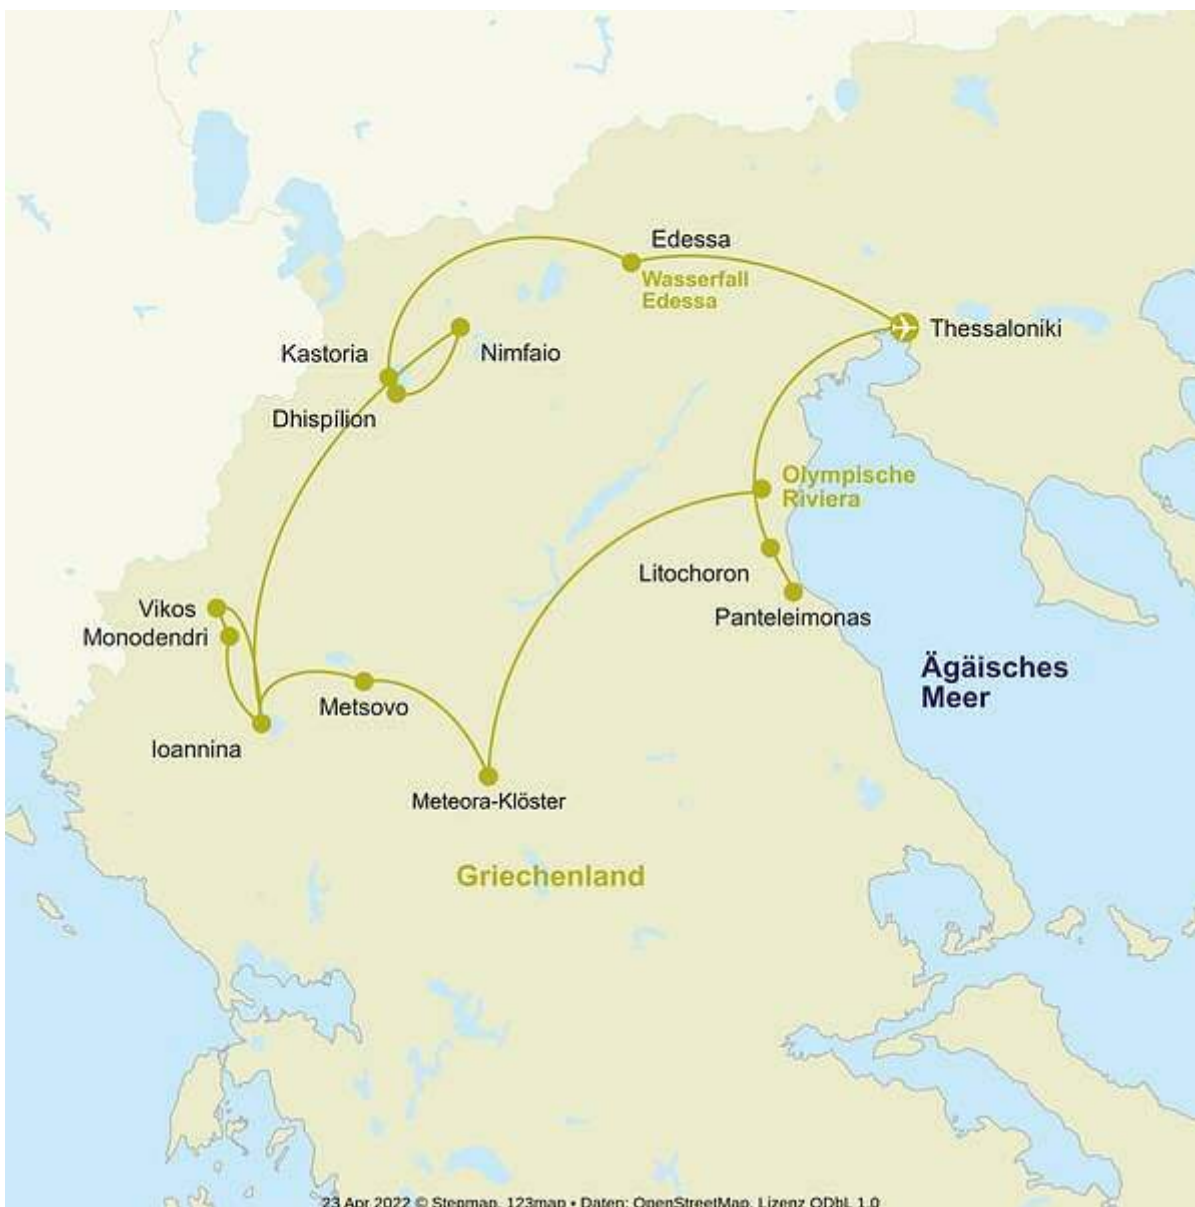 Edessa
Wasserfall
Edessa
Thessaloniki
Kastoria
Nimfaio
Dhispílion
Olympische
Riviera
Litochoron
Vikos
Panteleimonas
Monodendri
Ägäisches
Meer
Metsovo
Ioannina
Meteora-Klöster
Griechenland
23 Apr 2022 © Stepmap, 123map • Daten: OpenStreetMap, Lizenz ODbL 1.0